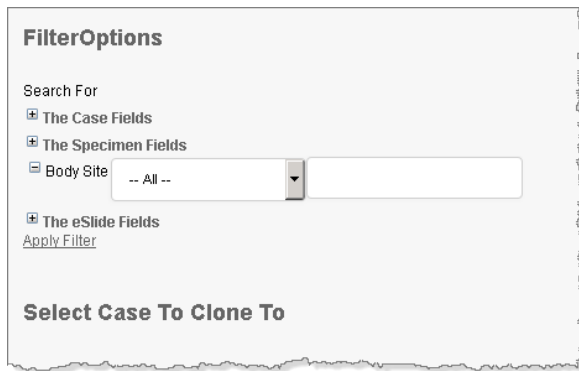 FilterOptions
Search For
The Case Fields
The Specimen Fields
Body Site -- All --
The eSlide Fields
Apply Filter
Select Case To Clone To